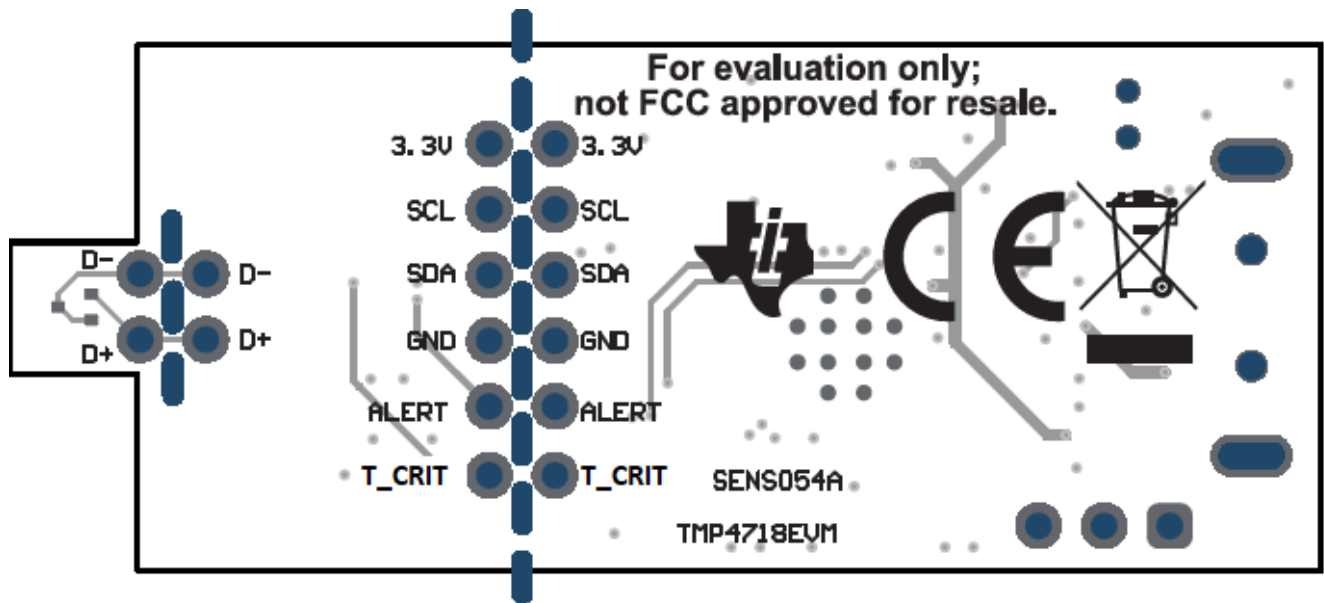 For evaluation only;
not FCC approved for resale.
3.3V 3.3V
SCL SCL
D- D- SDA SDA
D+ D+ GND GND
ALERT ALERT
T_CRIT T_CRIT
SENS054A
TMP4718EVM